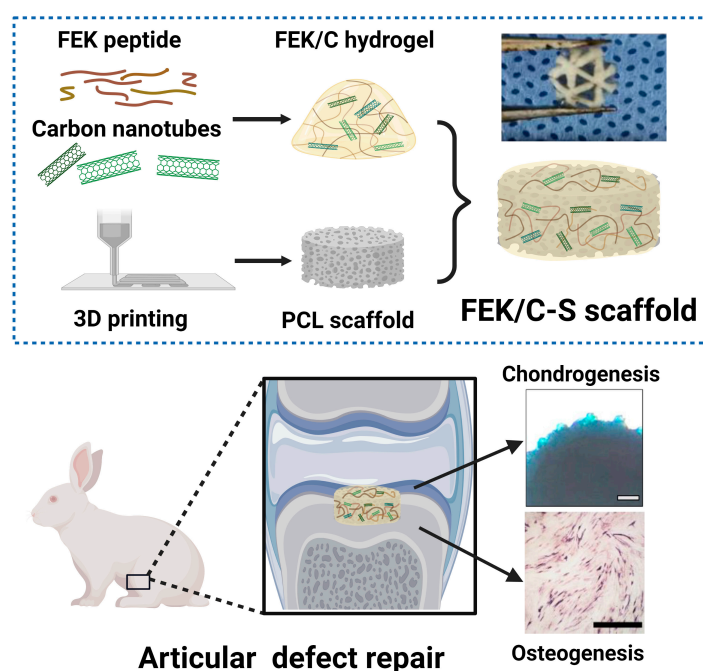 FEK peptide
FEK/C hydrogel
Carbon nanotubes
3D printing
PCL scaffold
FEK/C-S scaffold
Chondrogenesis
Osteogenesis
Articular defect repair